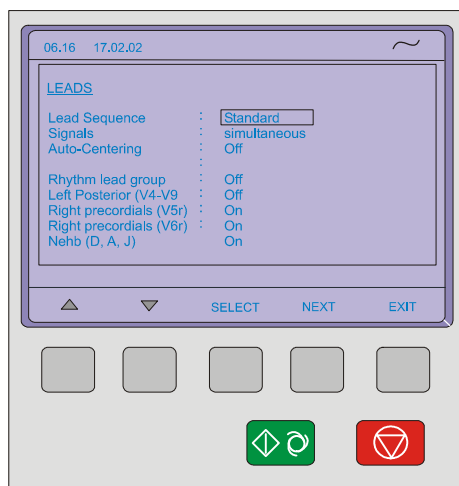 06.16 17.02.02
LEADS
Lead Sequence : Standard
Signals : simultaneous
Auto-Centering : Off
:
Rhythm lead group : Off
Left Posterior (V4-V9 : Off
Right precordials (V5r) : On
Right precordials (V6r) : On
Nehb (D, A, J) On
SELECT NEXT EXIT